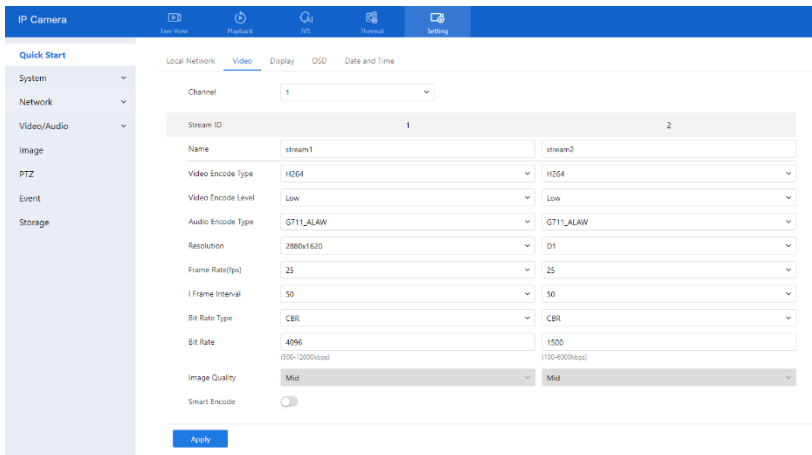 IP Camera
Live View Playback IVS Thermal Setting
Quick Start
System
Network
Video/Audio
Image
PTZ
Event
Storage
Local Network Video Display OSD Date and Time
Channel 1
Stream ID 1 2
Name stream1 stream2
Video Encode Type H264 H264
Video Encode Level Low Low
Audio Encode Type G711_ALAW G711_ALAW
Resolution 2880x1620 D1
Frame Rate(fps) 25 25
I Frame Interval 50 50
Bit Rate Type CBR CBR
Bit Rate 4096 1500
(500-12000kbps) (100-6000kbps)
Image Quality Mid Mid
Smart Encode
Apply